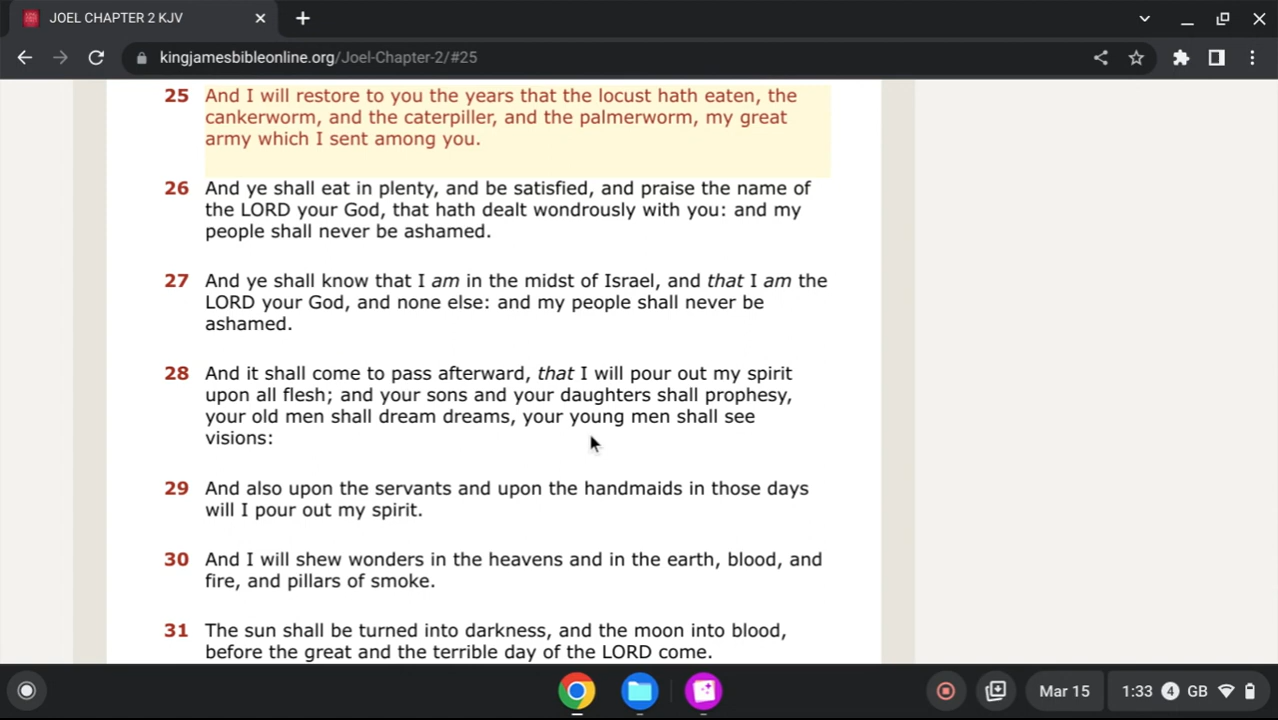 JOEL CHAPTER 2 KJV
kingjamesbibleonline.org/Joel-Chapter-2/#25
25 And I will restore to you the years that the locust hath eaten, the
cankerworm, and the caterpiller, and the palmerworm, my great
army which I sent among you.
26 And ye shall eat in plenty, and be satisfied, and praise the name of
the LORD your God, that hath dealt wondrously with you: and my
people shall never be ashamed.
27 And ye shall know that I am in the midst of Israel, and that I am the
LORD your God, and none else: and my people shall never be
ashamed.
28 And it shall come to pass afterward, that I will pour out my spirit
upon all flesh; and your sons and your daughters shall prophesy,
your old men shall dream dreams, your young men shall see
visions:
29 And also upon the servants and upon the handmaids in those days
will I pour out my spirit.
30 And I will shew wonders in the heavens and in the earth, blood, and
fire, and pillars of smoke.
31 The sun shall be turned into darkness, and the moon into blood,
before the great and the terrible day of the LORD come.
Mar 15 1:33 4 GB